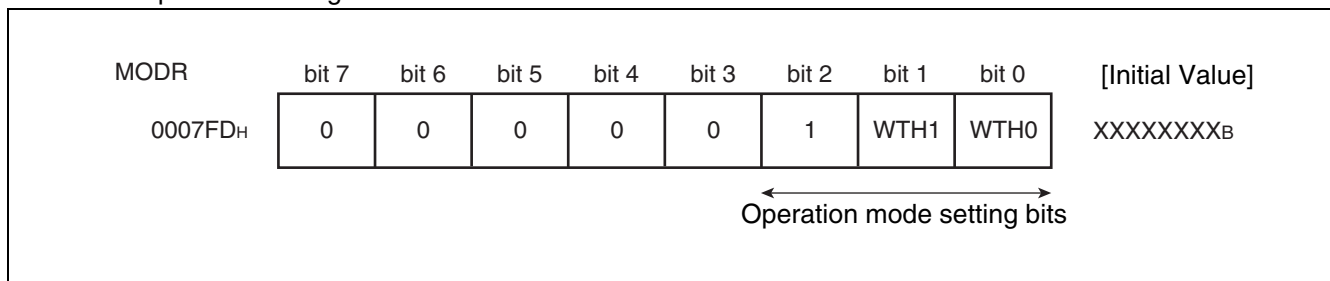 MODR bit 7 bit 6 bit 5 bit 4 bit 3 bit 2 bit 1 bit 0 [Initial Value]
0007FDH 0 0 0 0 0 1 WTH1 WTH0 XXXXXXXXB
Operation mode setting bits